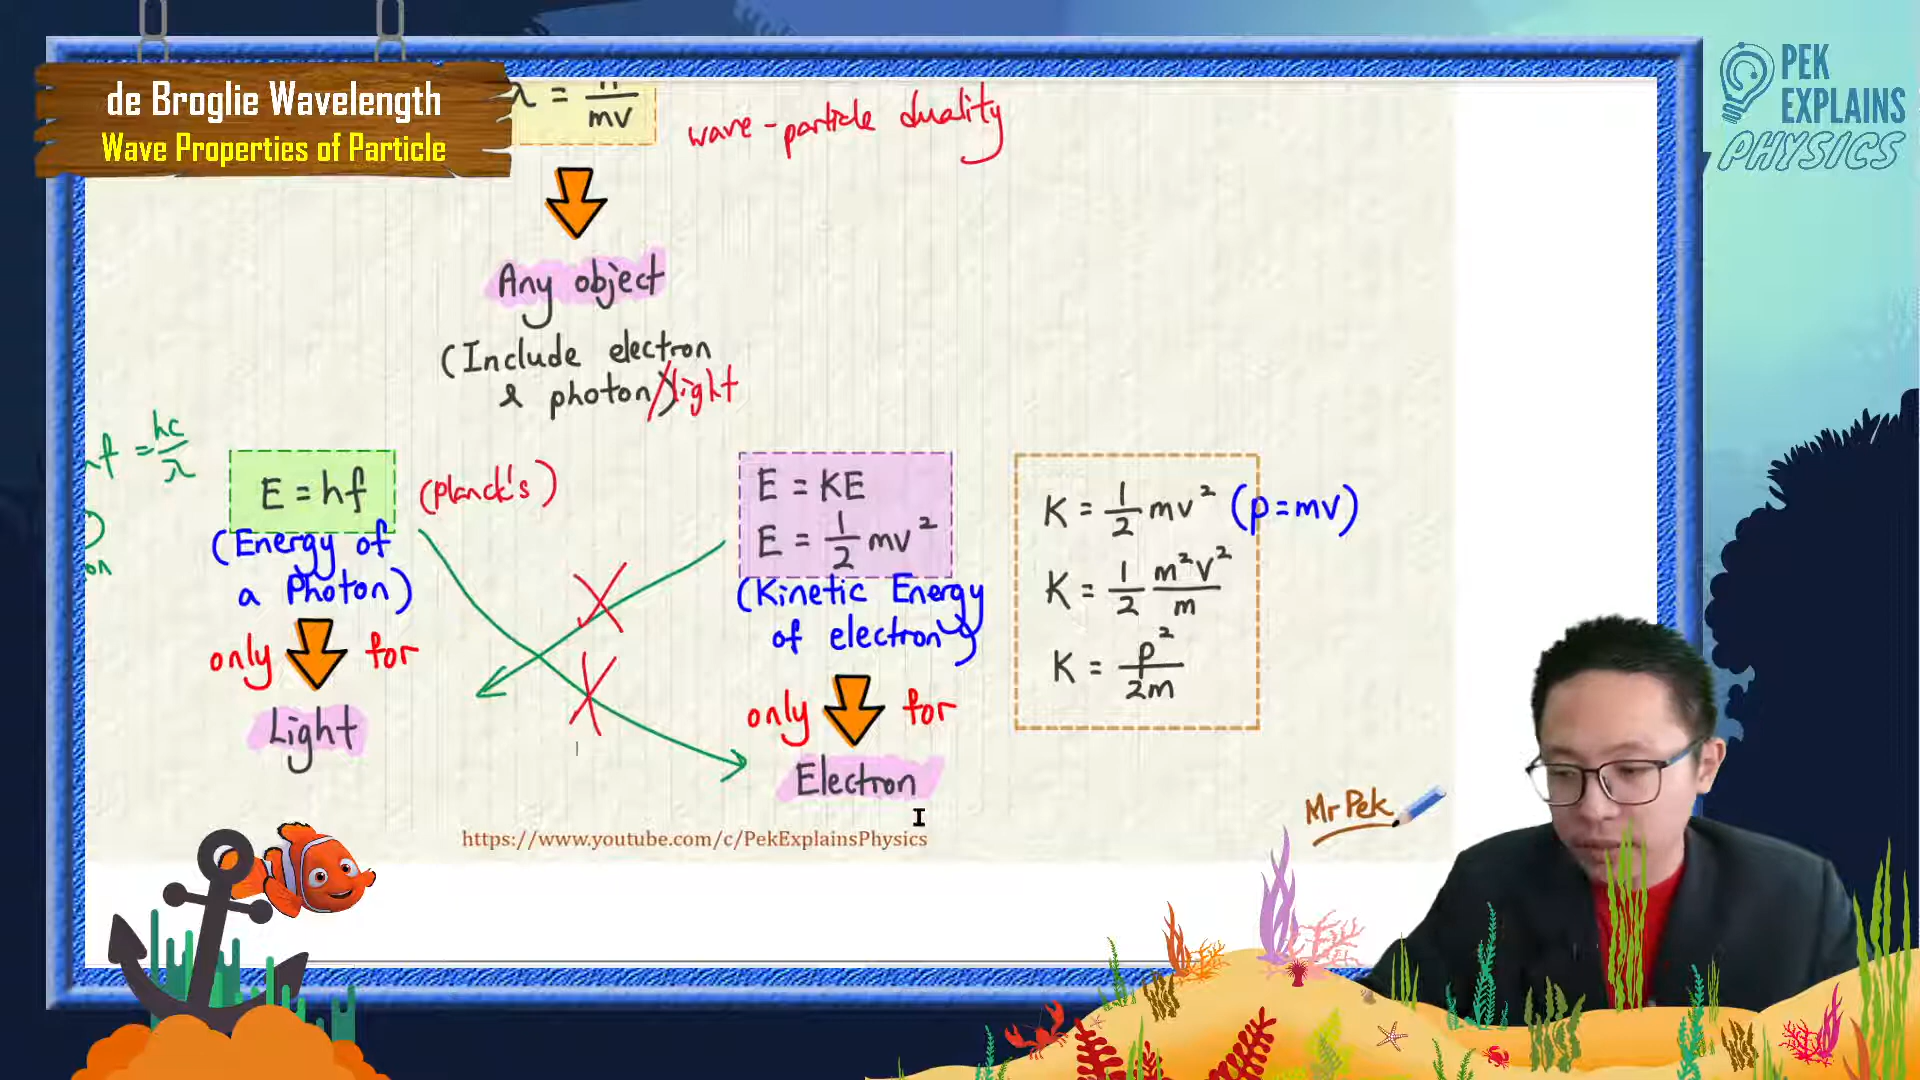 de Broglie Wavelength
Wave Properties of Particle
PEK
EXPLAINS
PHYSICS
λ = h/mv
wave-particle duality
Any object
(Include electron
& photon)/light
hf = hc/λ
E = hf
(Planck's)
(Energy of
a Photon)
only for
Light
E = KE
E = 1/2 mv²
(Kinetic Energy
of electron)
only for
Electron
K = 1/2 mv² (p=mv)
K = 1/2 m²v²/m
K = p²/2m
Mr Pek
https://www.youtube.com/c/PekExplainsPhysics